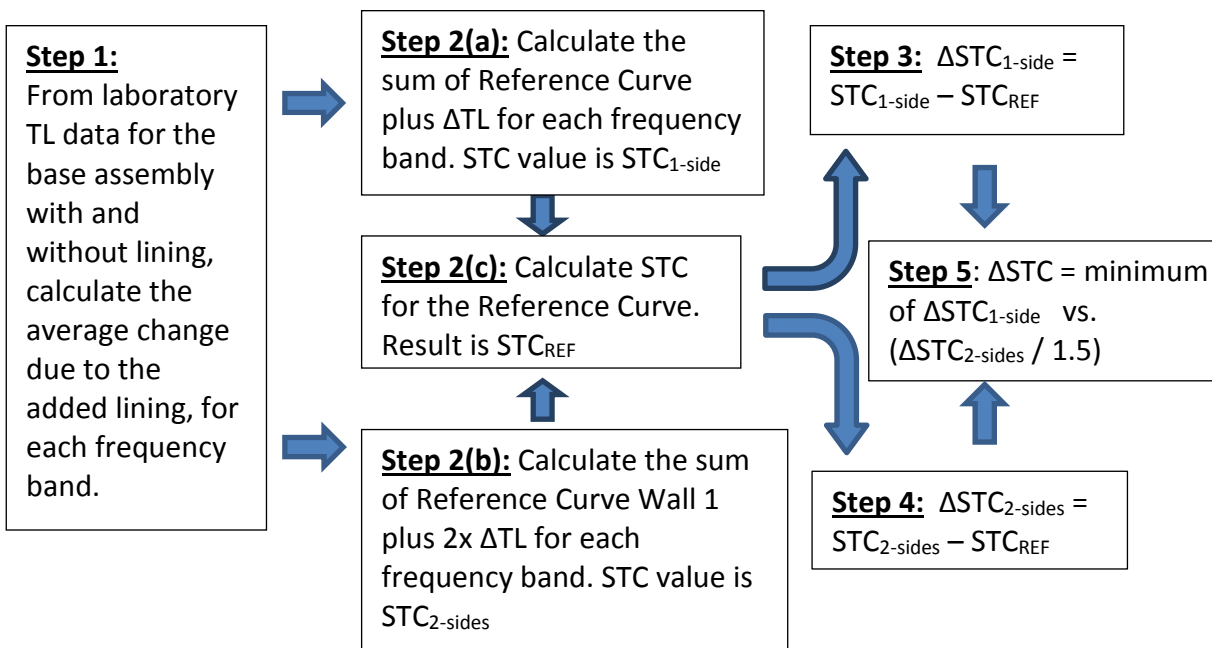 Step 1:
From laboratory
TL data for the
base assembly
with and
without lining,
calculate the
average change
due to the
added lining, for
each frequency
band.
Step 2(a): Calculate the
sum of Reference Curve
plus ΔTL for each frequency
band. STC value is STC1-side
Step 2(c): Calculate STC
for the Reference Curve.
Result is STCREF
Step 2(b): Calculate the sum
of Reference Curve Wall 1
plus 2x ΔTL for each
frequency band. STC value is
STC2-sides
Step 3: ΔSTC1-side =
STC1-side – STCREF
Step 5: ΔSTC = minimum
of ΔSTC1-side vs.
(ΔSTC2-sides / 1.5)
Step 4: ΔSTC2-sides =
STC2-sides – STCREF